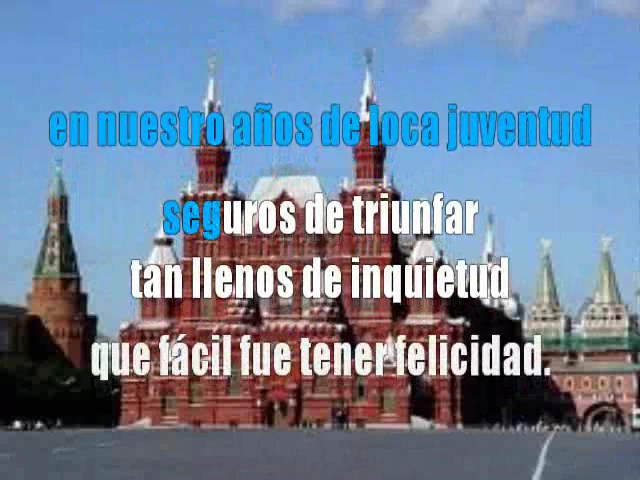 en nuestro años de loca juventud
seguros de triunfar
tan llenos de inquietud
que fácil fue tener felicidad.